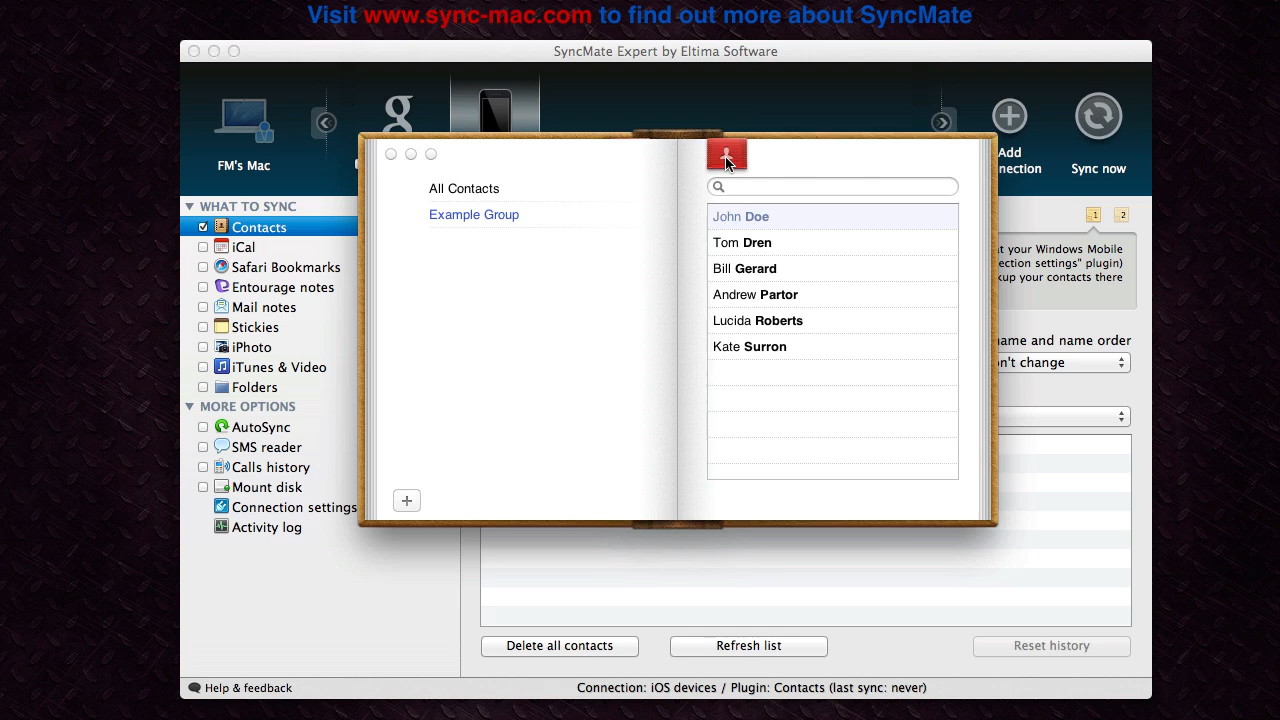 Visit www.sync-mac.com to find out more about SyncMate
SyncMate Expert by Eltima Software
g
FM's Mac
Add
nection
Sync now
WHAT TO SYNC
Contacts
iCal
Safari Bookmarks
Entourage notes
Mail notes
Stickies
iPhoto
iTunes & Video
Folders
MORE OPTIONS
AutoSync
SMS reader
Calls history
Mount disk
Connection settings
Activity log
All Contacts
Example Group
John Doe
Tom Dren
Bill Gerard
Andrew Partor
Lucida Roberts
Kate Surron
+
1 2
t your Windows Mobile
ection settings" plugin)
kup your contacts there
name and name order
n't change
Delete all contacts
Refresh list
Reset history
Help & feedback
Connection: iOS devices / Plugin: Contacts (last sync: never)